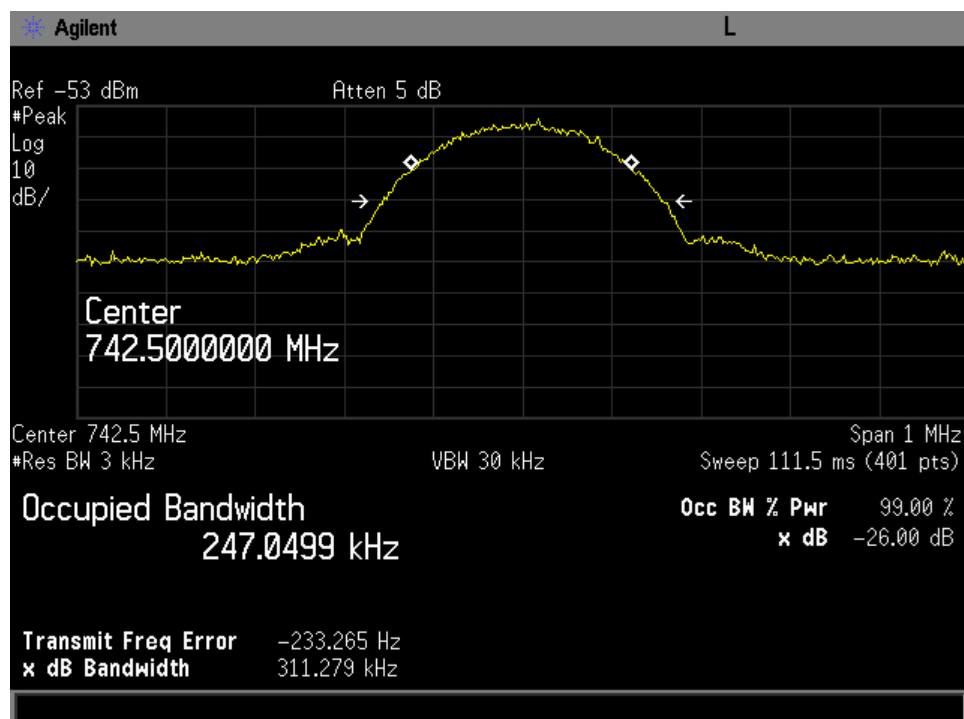 Agilent L
Ref -53 dBm Atten 5 dB
#Peak
Log
10
dB/
Center
742.5000000 MHz
Center 742.5 MHz Span 1 MHz
#Res BW 3 kHz VBW 30 kHz Sweep 111.5 ms (401 pts)
Occupied Bandwidth Occ BW % Pwr 99.00 %
247.0499 kHz x dB -26.00 dB
Transmit Freq Error -233.265 Hz
x dB Bandwidth 311.279 kHz